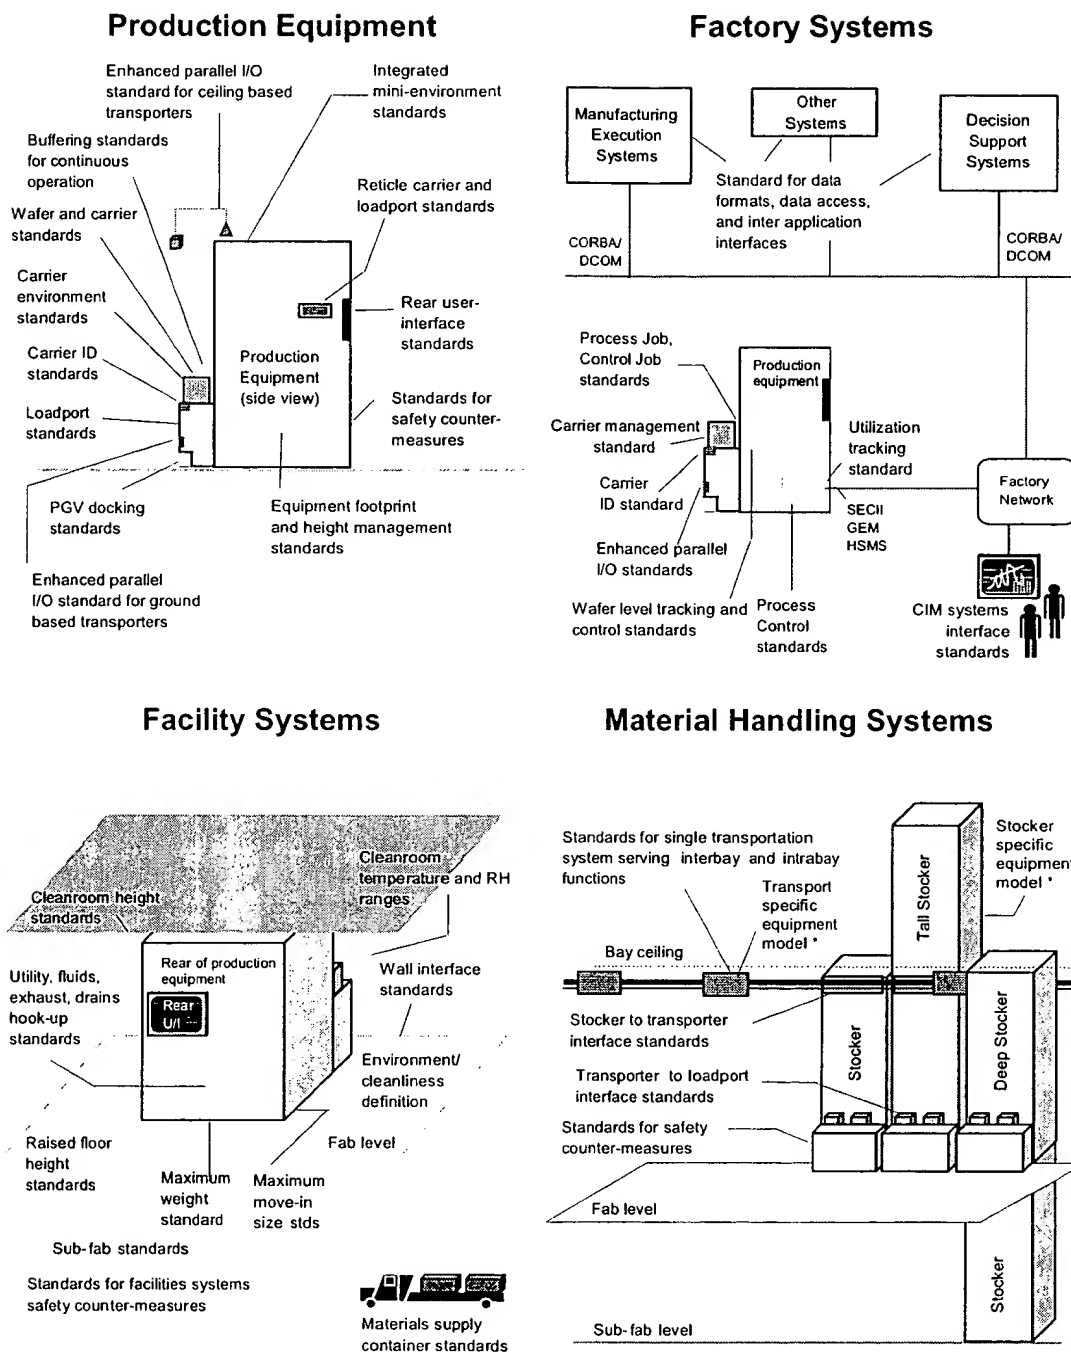 Production Equipment
Enhanced parallel I/O
standard for ceiling based
transporters
Integrated
mini-environment
standards
Buffering standards
for continuous
operation
Reticle carrier and
loadport standards
Wafer and carrier
standards
Carrier
environment
standards
Rear user-
interface
standards
Carrier ID
standards
Production
Equipment
(side view)
Loadport
standards
Standards for
safety counter-
measures
PGV docking
standards
Equipment footprint
and height management
standards
Enhanced parallel
I/O standard for ground
based transporters
Factory Systems
Manufacturing
Execution
Systems
Other
Systems
Decision
Support
Systems
Standard for data
formats, data access,
and inter application
interfaces
CORBA/
DCOM
CORBA/
DCOM
Process Job,
Control Job
standards
Production
equipment
Carrier management
standard
Utilization
tracking
standard
Carrier
ID standard
Factory
Network
SECII
GEM
HSMS
Enhanced parallel
I/O standards
Wafer level tracking and
control standards
Process
Control
standards
CIM systems
interface
standards
Facility Systems
Cleanroom
temperature and RH
ranges
Cleanroom height
standards
Rear of production
equipment
Rear
U/I
Utility, fluids,
exhaust, drains
hook-up
standards
Wall interface
standards
Environment/
cleanliness
definition
Raised floor
height
standards
Fab level
Maximum
weight
standard
Maximum
move-in
size stds
Sub-fab standards
Standards for facilities systems
safety counter-measures
Materials supply
container standards
Material Handling Systems
Standards for single transportation
system serving interbay and intrabay
functions
Stocker
specific
equipment
model *
Transport
specific
equipment
model *
Tall Stocker
Bay ceiling
Stocker to transporter
interface standards
Stocker
Deep Stocker
Transporter to loadport
interface standards
Standards for safety
counter-measures
Fab level
Stocker
Sub-fab level